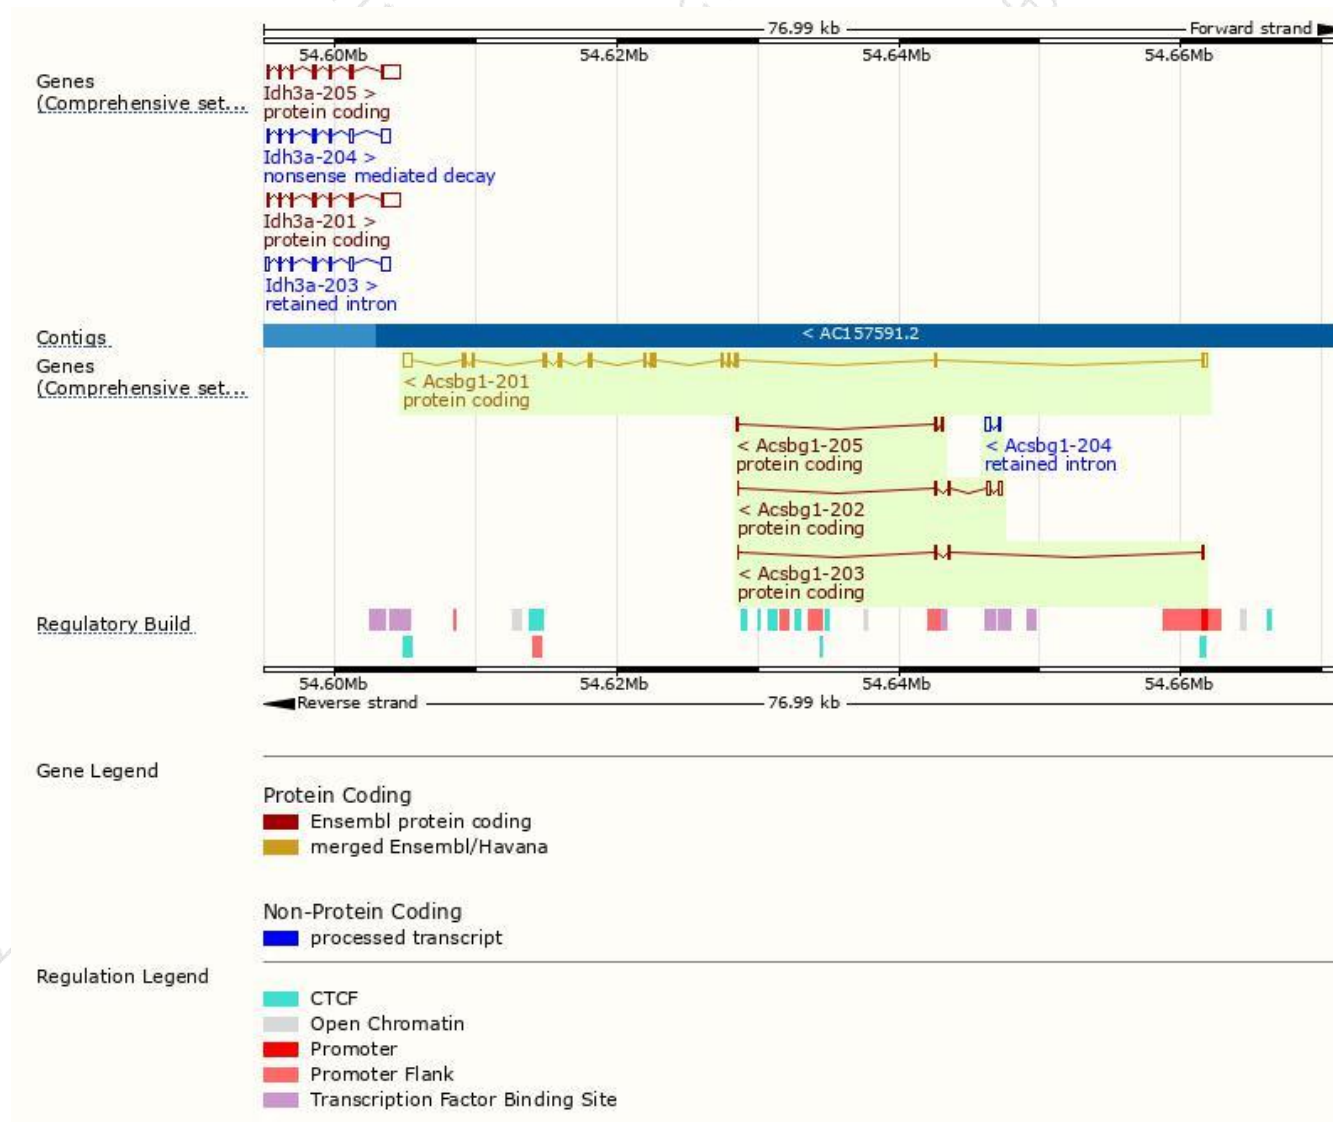 76.99 kb
Forward strand
54.60Mb 54.62Mb 54.64Mb 54.66Mb
Genes
(Comprehensive set...
Idh3a-205 >
protein coding
Idh3a-204 >
nonsense mediated decay
Idh3a-201 >
protein coding
Idh3a-203 >
retained intron
Contigs
< AC157591.2
Genes
(Comprehensive set...
< Acsbg1-201
protein coding
< Acsbg1-205
protein coding
< Acsbg1-204
retained intron
< Acsbg1-202
protein coding
< Acsbg1-203
protein coding
Regulatory Build
54.60Mb 54.62Mb 54.64Mb 54.66Mb
Reverse strand
76.99 kb
Gene Legend
Protein Coding
Ensembl protein coding
merged Ensembl/Havana
Non-Protein Coding
processed transcript
Regulation Legend
CTCF
Open Chromatin
Promoter
Promoter Flank
Transcription Factor Binding Site